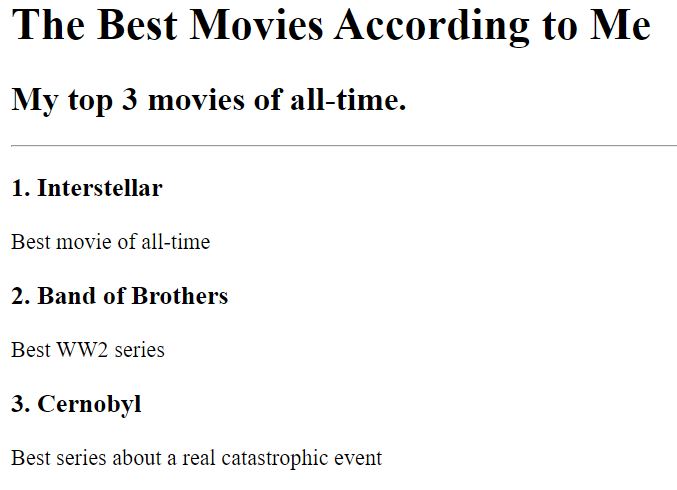 The Best Movies According to Me
My top 3 movies of all-time.
1. Interstellar
Best movie of all-time
2. Band of Brothers
Best WW2 series
3. Cernobyl
Best series about a real catastrophic event